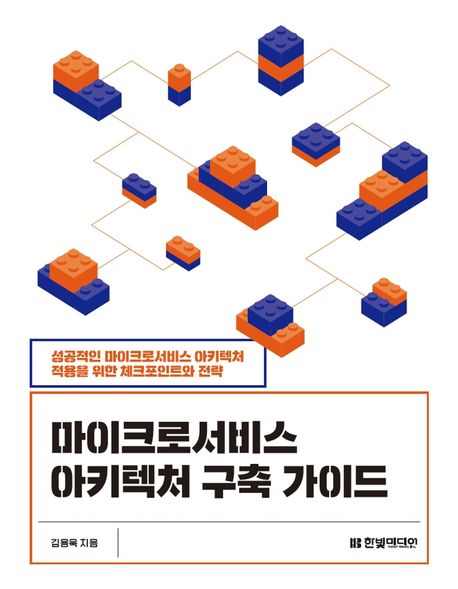 성공적인 마이크로서비스 아키텍처
적용을 위한 체크포인트와 전략
마이크로서비스
아키텍처 구축 가이드
김용욱 지음
한빛미디어